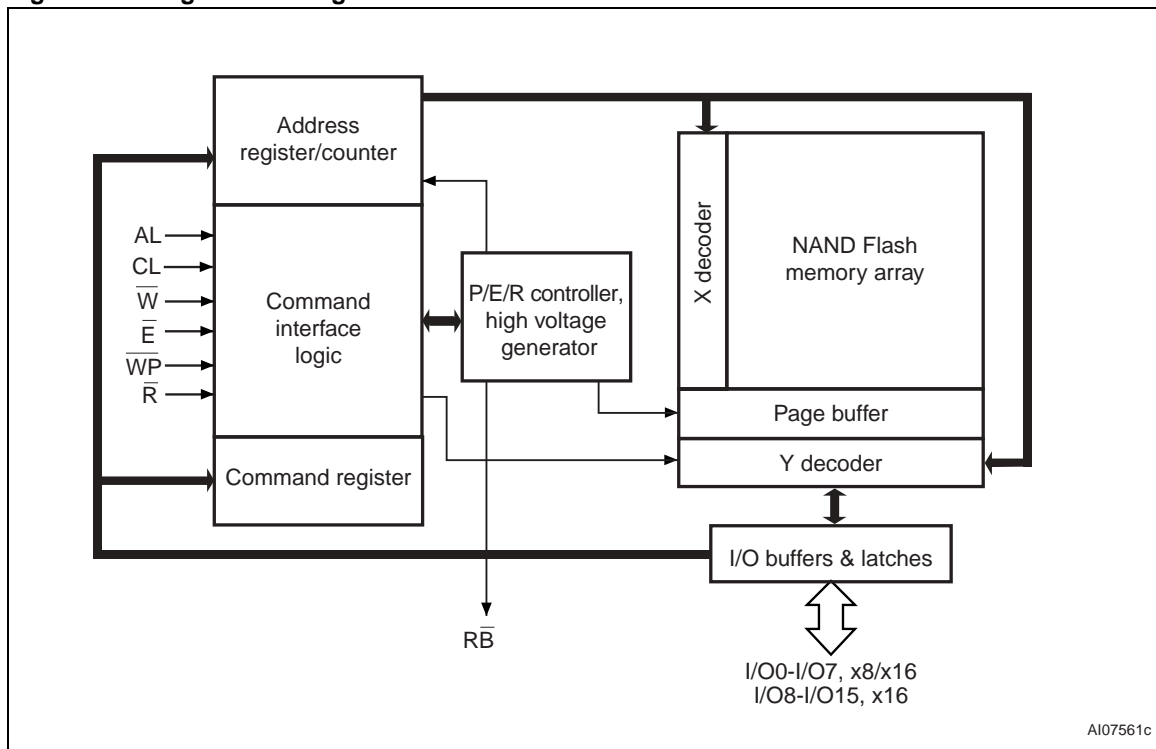 Address
register/counter
AL
CL
W̅
E̅
W̅P̅
R̅
Command
interface
logic
Command register
P/E/R controller,
high voltage
generator
RB̅
X decoder
NAND Flash
memory array
Page buffer
Y decoder
I/O buffers & latches
I/O0-I/O7, x8/x16
I/O8-I/O15, x16
AI07561c